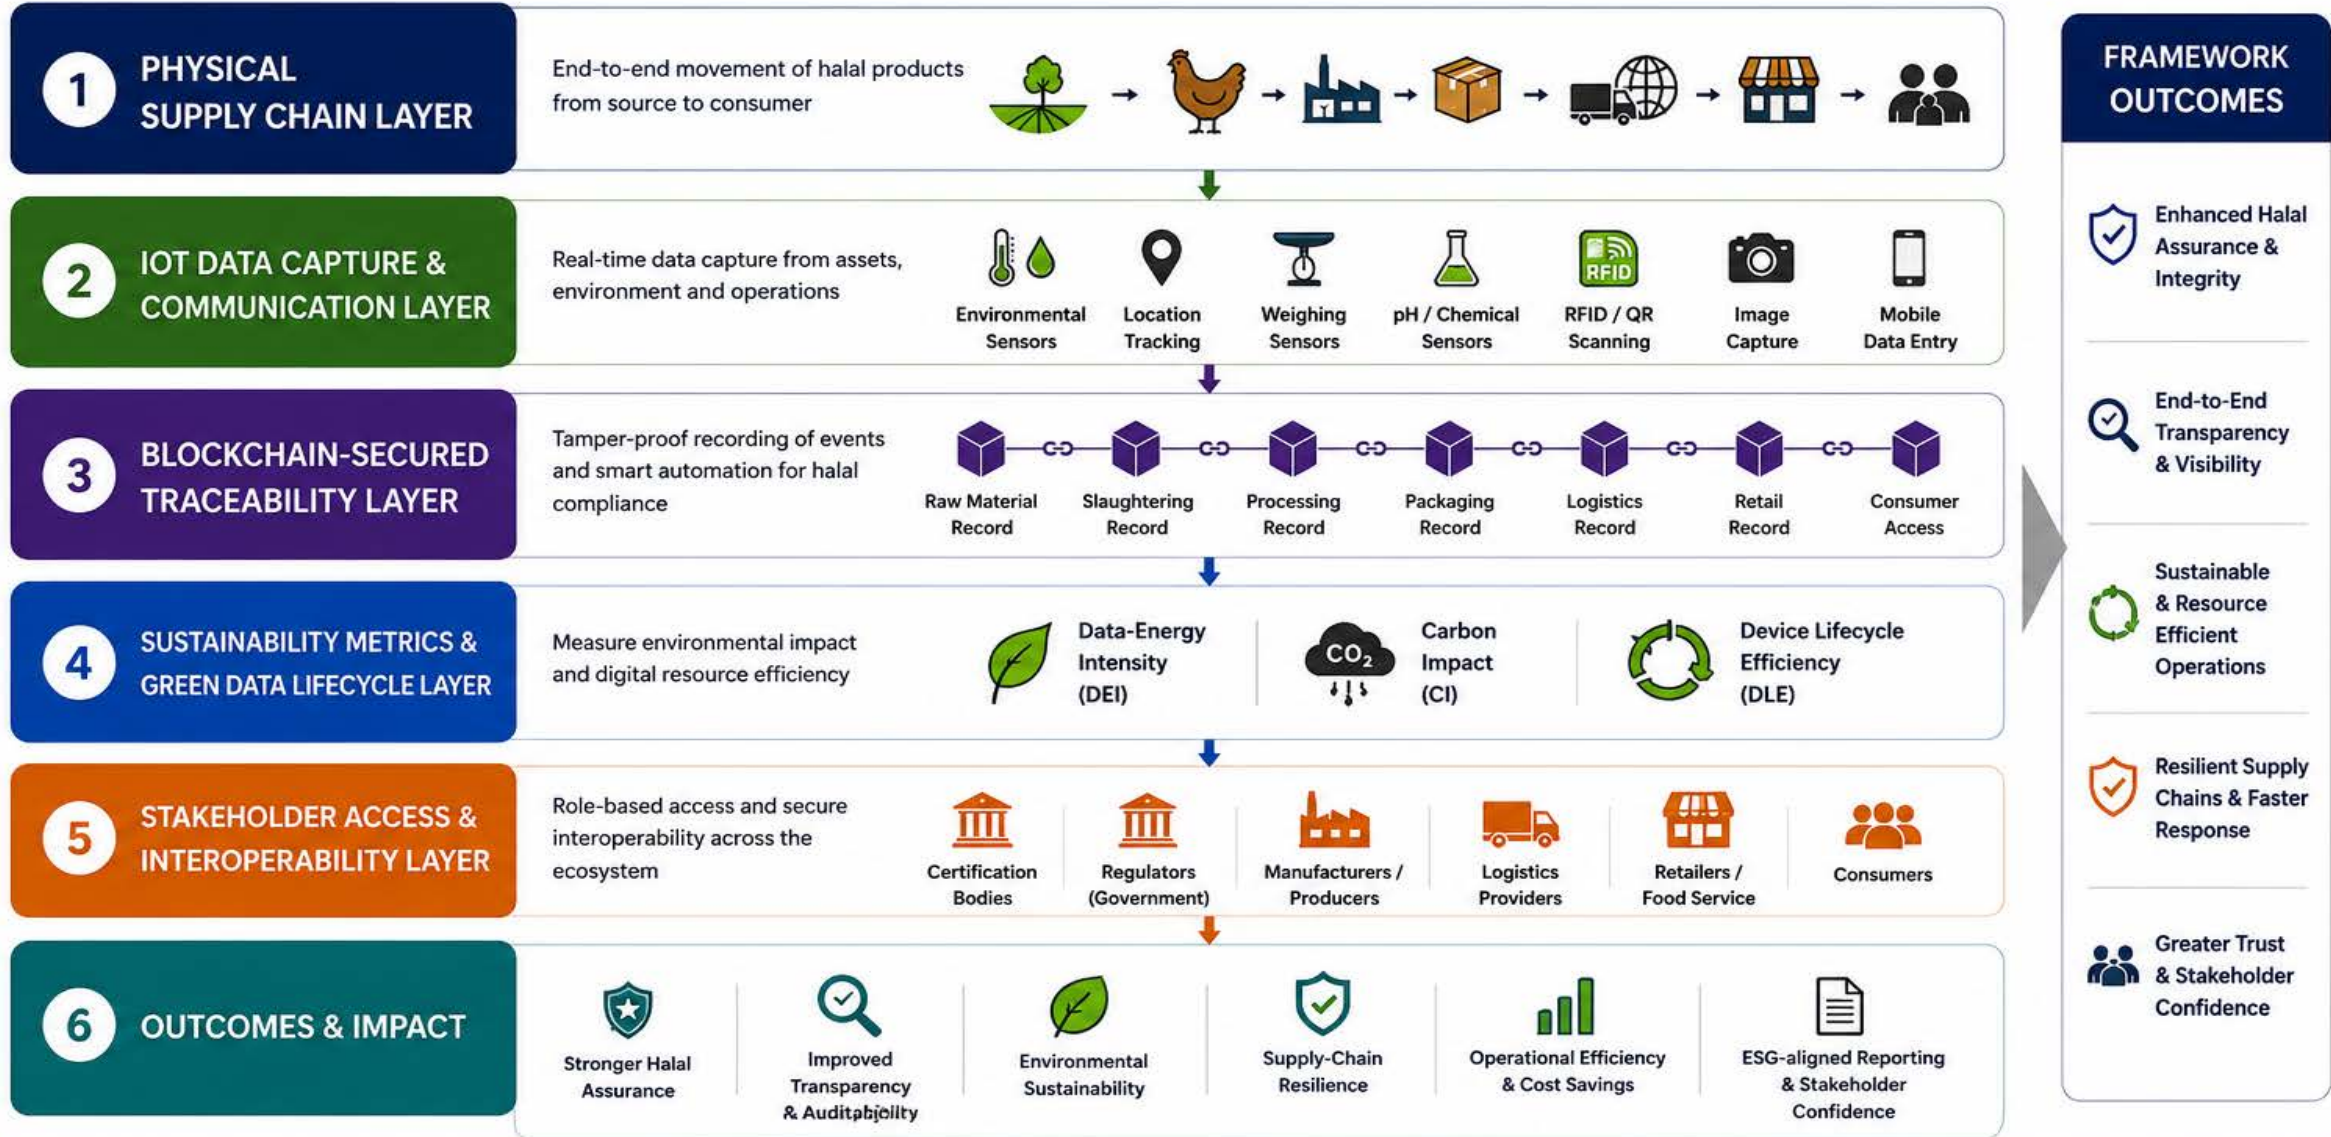 1
PHYSICAL
SUPPLY CHAIN LAYER
End-to-end movement of halal products
from source to consumer
2
IOT DATA CAPTURE &
COMMUNICATION LAYER
Real-time data capture from assets,
environment and operations
RFID
Environmental
Sensors
Location
Tracking
Weighing
Sensors
pH / Chemical
Sensors
RFID / QR
Scanning
Image
Capture
Mobile
Data Entry
3
BLOCKCHAIN-SECURED
TRACEABILITY LAYER
Tamper-proof recording of events
and smart automation for halal
compliance
Raw Material
Record
Slaughtering
Record
Processing
Record
Packaging
Record
Logistics
Record
Retail
Record
Consumer
Access
4
SUSTAINABILITY METRICS &
GREEN DATA LIFECYCLE LAYER
Measure environmental impact
and digital resource efficiency
Data-Energy
Intensity
(DEI)
CO₂
Carbon
Impact
(CI)
Device Lifecycle
Efficiency
(DLE)
5
STAKEHOLDER ACCESS &
INTEROPERABILITY LAYER
Role-based access and secure
interoperability across the
ecosystem
Certification
Bodies
Regulators
(Government)
Manufacturers /
Producers
Logistics
Providers
Retailers /
Food Service
Consumers
6
OUTCOMES & IMPACT
Stronger Halal
Assurance
Improved
Transparency
&
Environmental
Sustainability
Supply-Chain
Resilience
Operational Efficiency
& Cost Savings
ESG-aligned Reporting
& Stakeholder
Confidence
FRAMEWORK
OUTCOMES
Enhanced Halal
Assurance &
Integrity
End-to-End
Transparency
& Visibility
Sustainable
& Resource
Efficient
Operations
Resilient Supply
Chains & Faster
Response
Greater Trust
& Stakeholder
Confidence